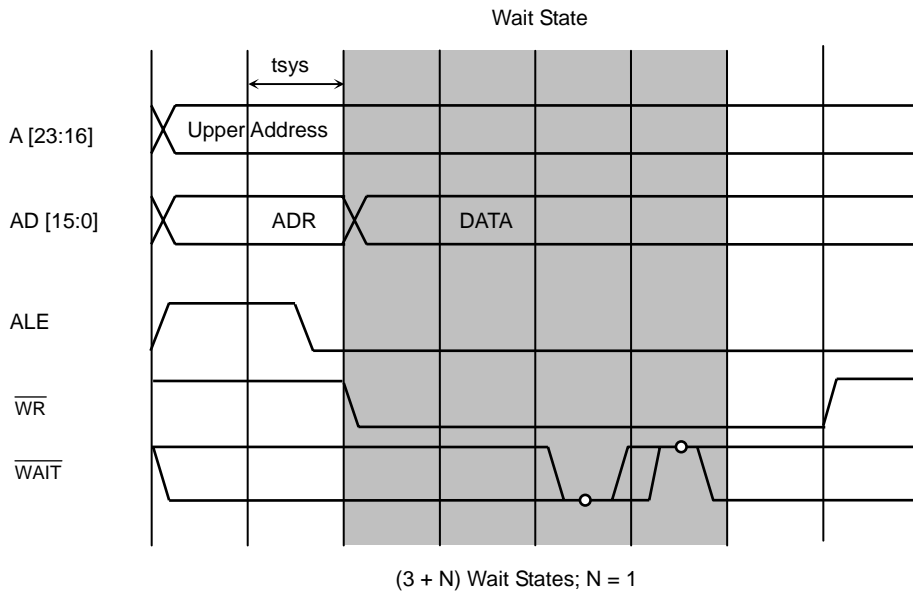 Wait State
tsys
A [23:16]
Upper Address
AD [15:0]
ADR
DATA
ALE
WR
WAIT
(3 + N) Wait States; N = 1